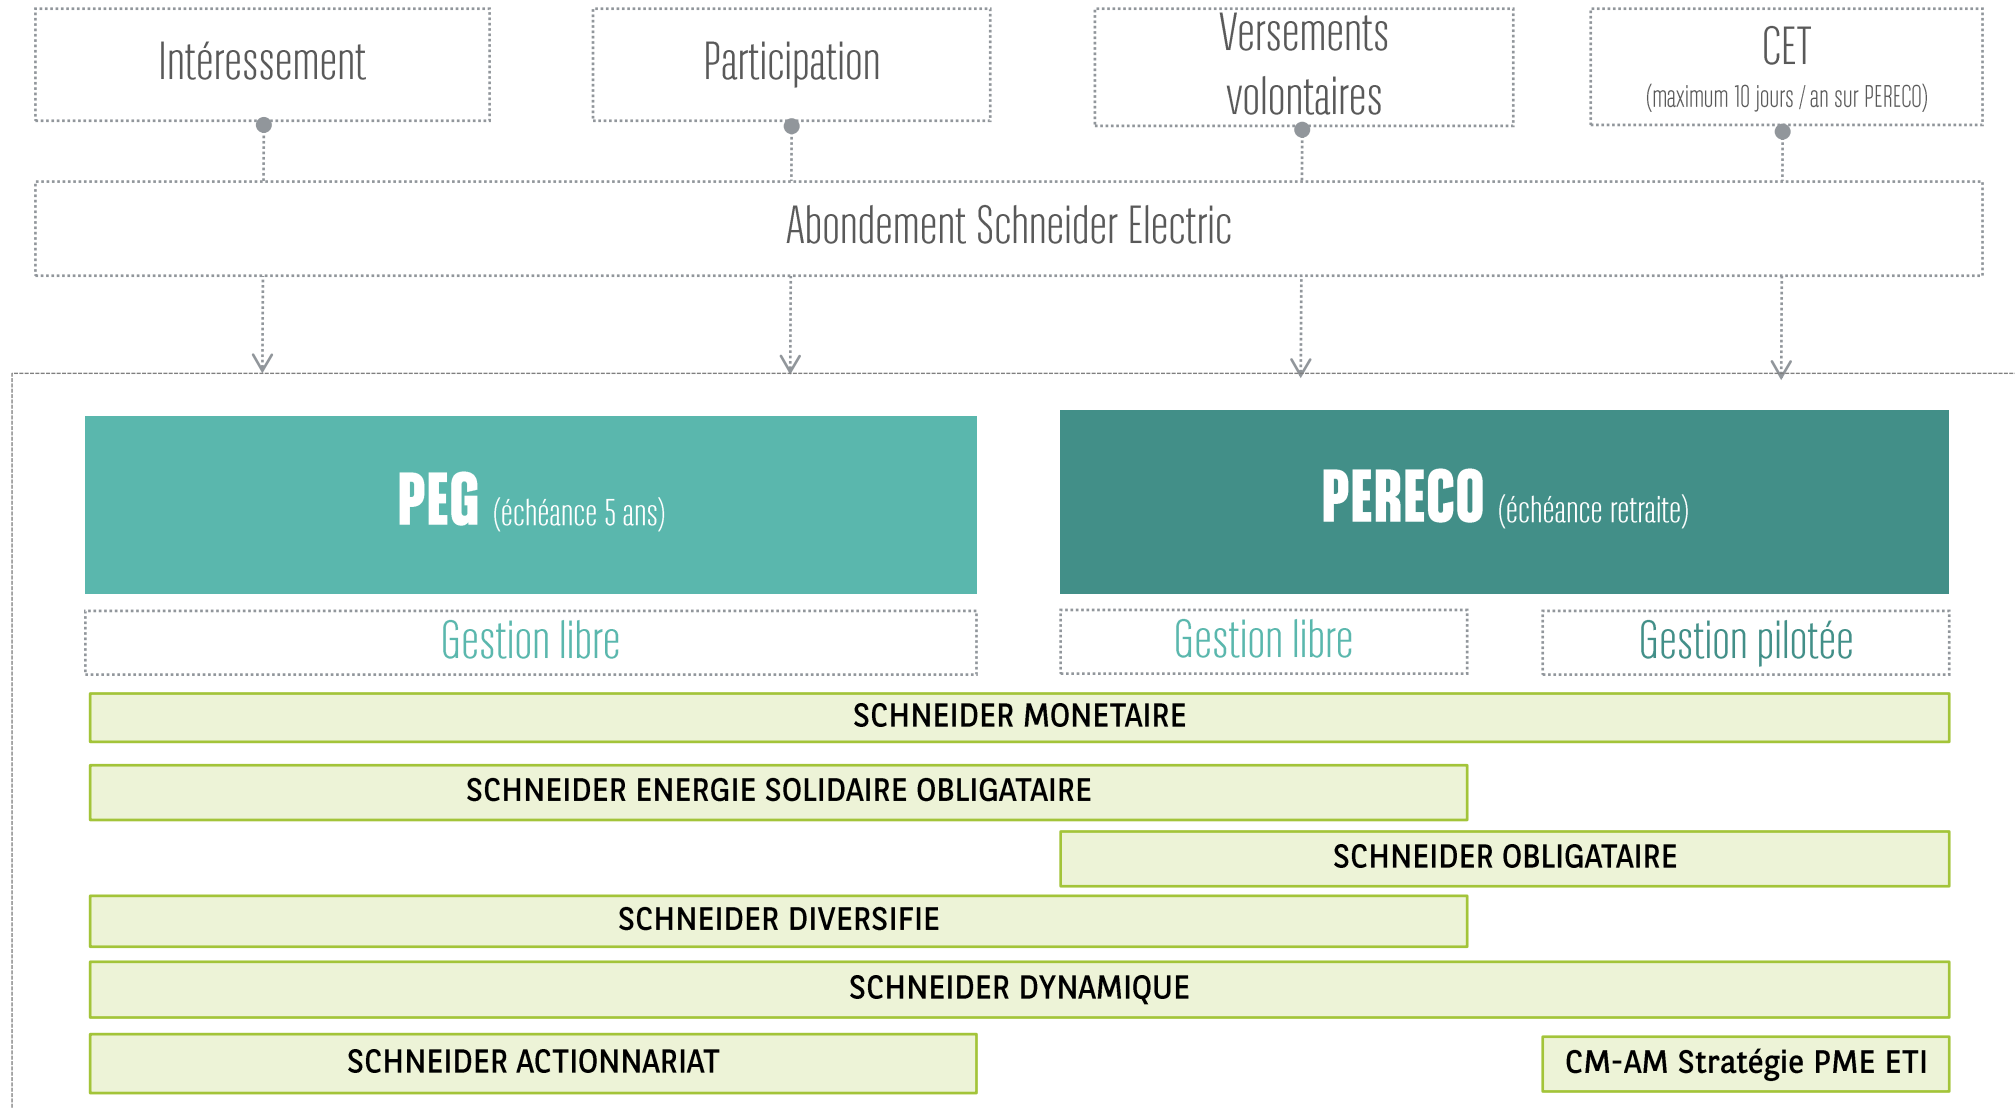 Intéressement
Participation
Versements
volontaires
CET
(maximum 10 jours / an sur PERECO)
Abondement Schneider Electric
PEG (échéance 5 ans)
PERECO (échéance retraite)
Gestion libre
Gestion libre
Gestion pilotée
SCHNEIDER MONETAIRE
SCHNEIDER ENERGIE SOLIDAIRE OBLIGATAIRE
SCHNEIDER OBLIGATAIRE
SCHNEIDER DIVERSIFIE
SCHNEIDER DYNAMIQUE
SCHNEIDER ACTIONNARIAT
CM-AM Stratégie PME ETI